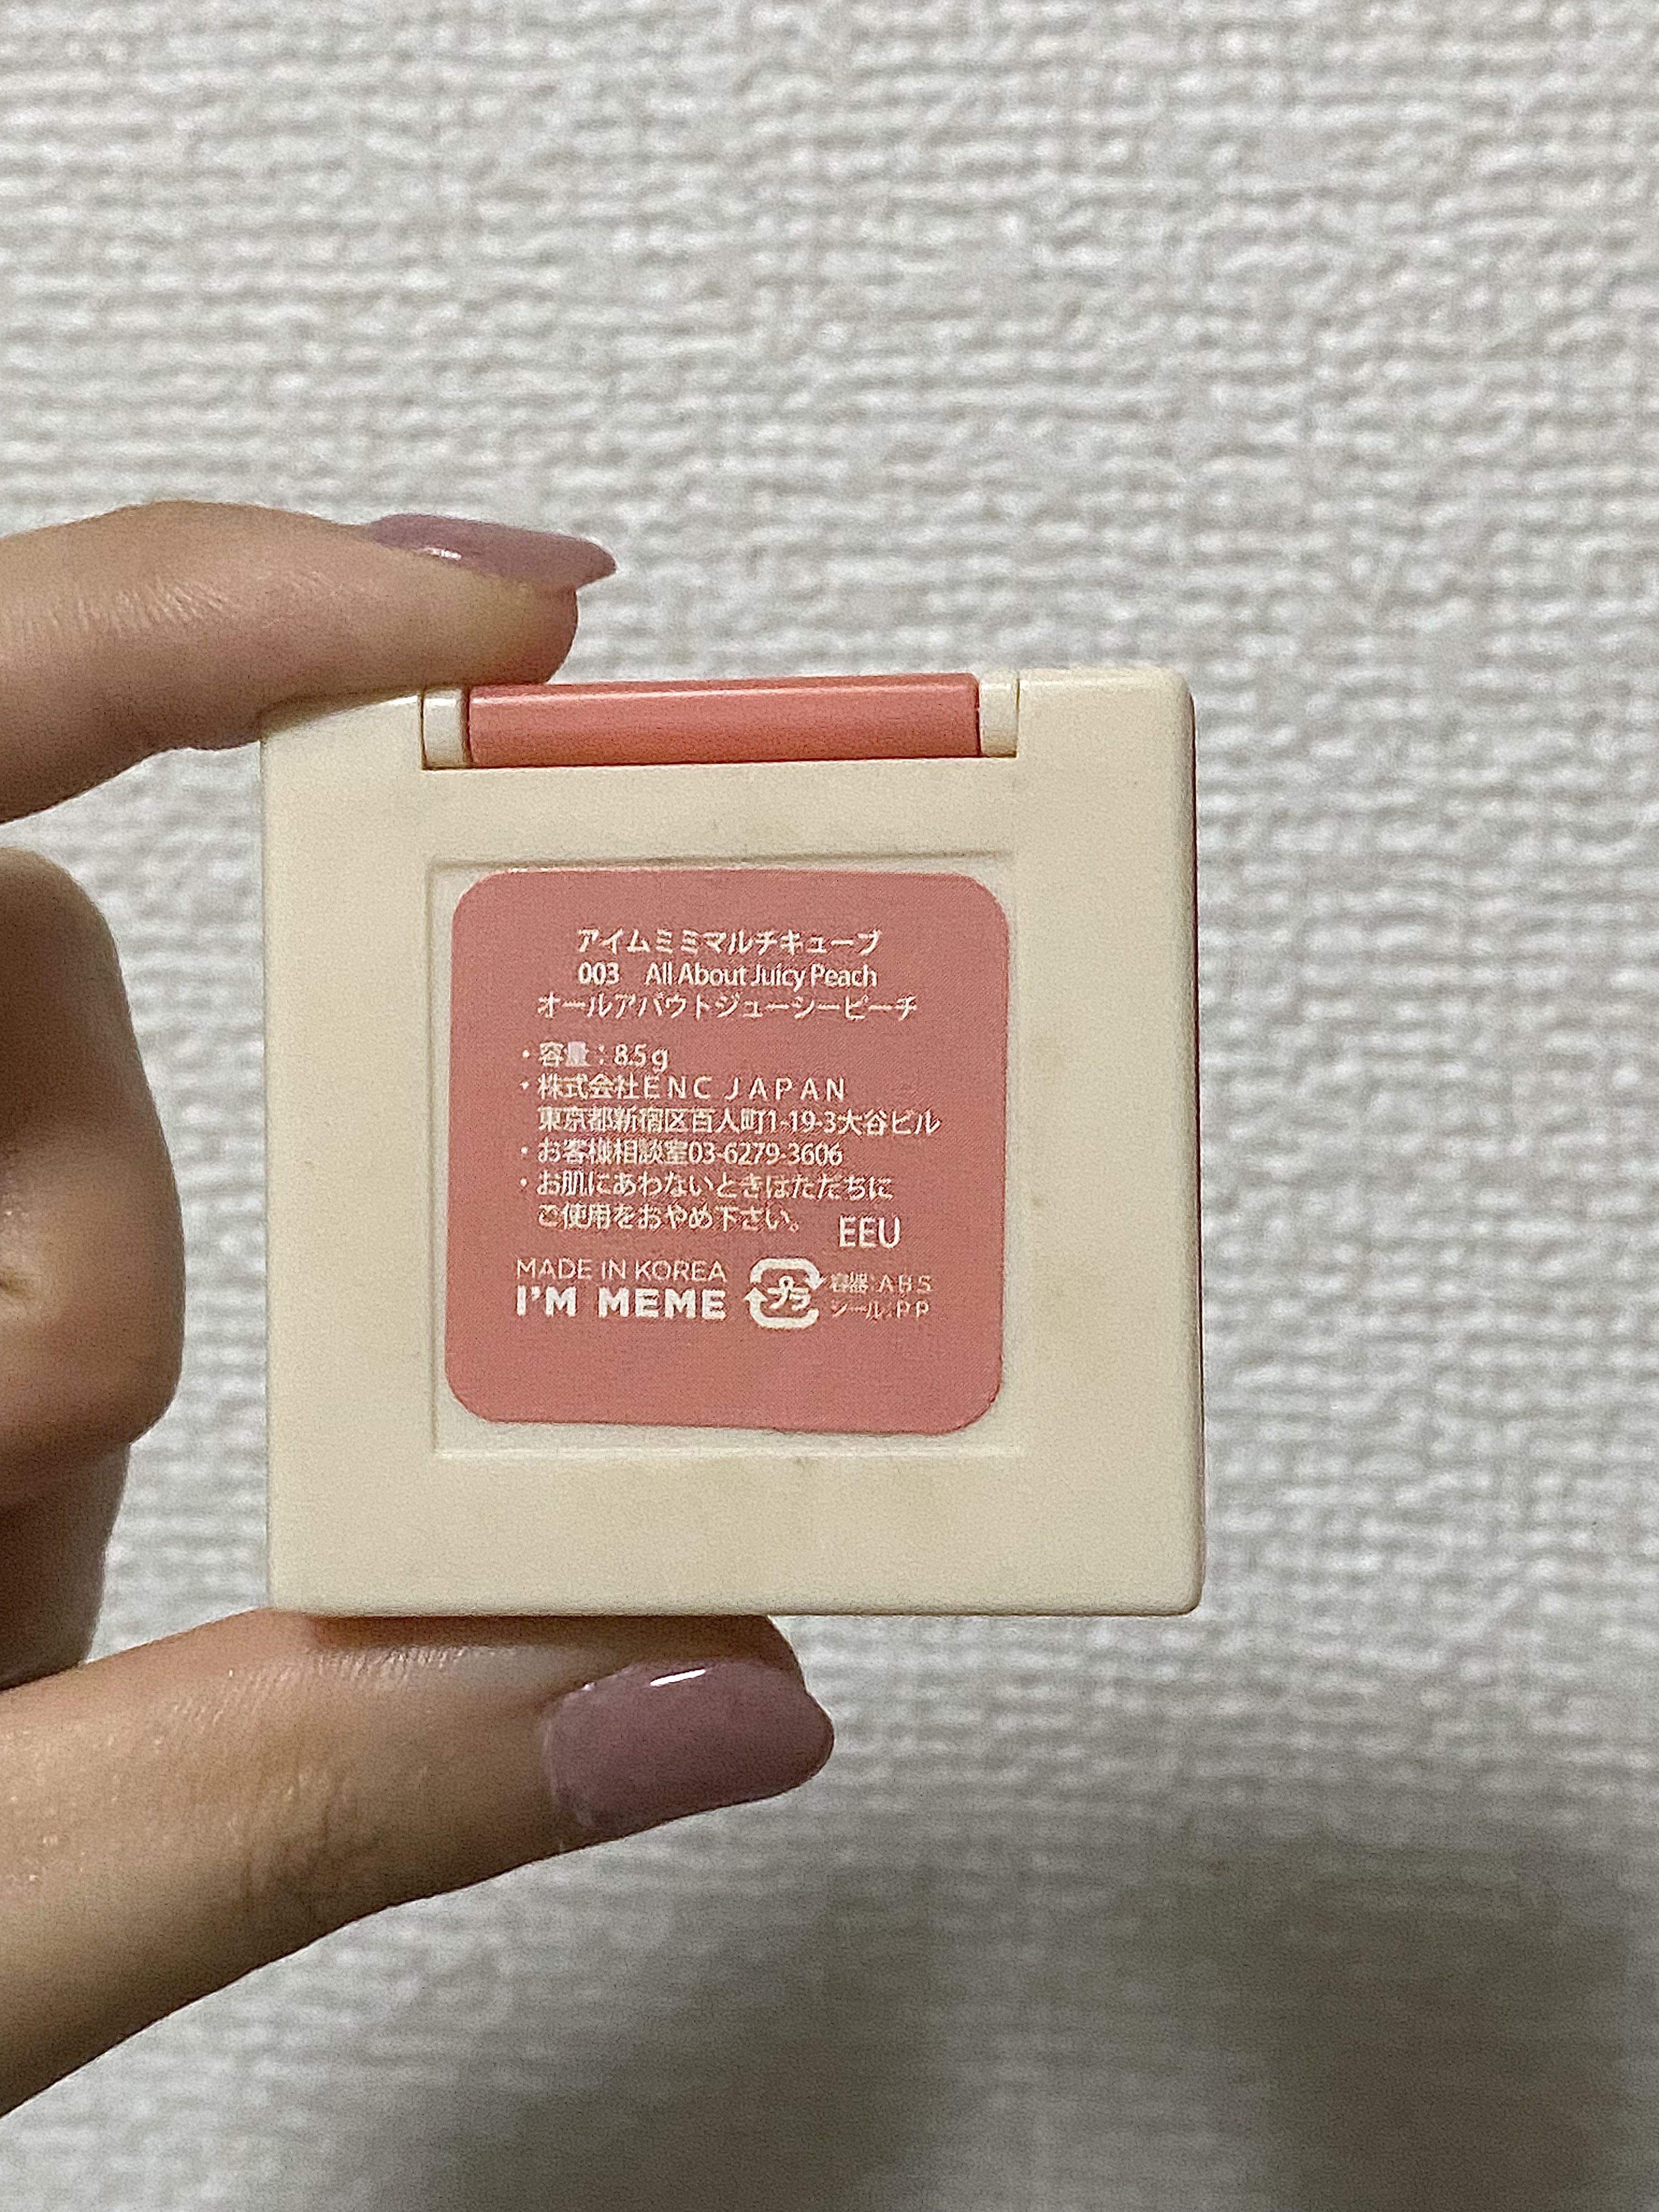 アイムミミマルチキューブ
003 All About Juicy Peach
オールアバウトジューシーピーチ
・容量：8.5g
・株式会社ENC JAPAN
東京都新宿区百人町1-19-3大谷ビル
・お客様相談室03-6279-3606
・お肌にあわないときはただちに
ご使用をおやめ下さい。
EEU
MADE IN KOREA
I'M MEME
プラ
容器:ABS
シール:PP